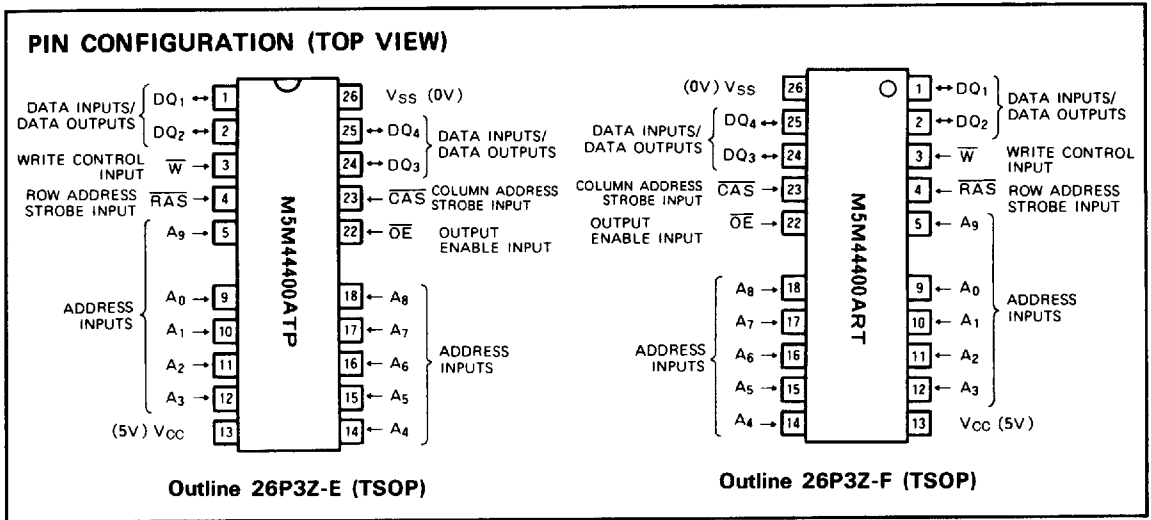 PIN CONFIGURATION (TOP VIEW)
DATA INPUTS/
DATA OUTPUTS
DQ1 ↔ 1
DQ2 ↔ 2
WRITE CONTROL
INPUT
W̅ → 3
ROW ADDRESS
STROBE INPUT
R̅A̅S̅ → 4
A9 → 5
ADDRESS
INPUTS
A0 → 9
A1 → 10
A2 → 11
A3 → 12
(5V) VCC 13
M5M44400ATP
26 VSS (0V)
25 ↔ DQ4
24 ↔ DQ3
DATA INPUTS/
DATA OUTPUTS
23 ← C̅A̅S̅ COLUMN ADDRESS
STROBE INPUT
22 ← O̅E̅ OUTPUT
ENABLE INPUT
18 ← A8
17 ← A7
16 ← A6
15 ← A5
14 ← A4
ADDRESS
INPUTS
Outline 26P3Z-E (TSOP)
(0V) VSS 26
DATA INPUTS/
DATA OUTPUTS
DQ4 ↔ 25
DQ3 ↔ 24
COLUMN ADDRESS
STROBE INPUT
C̅A̅S̅ → 23
OUTPUT
ENABLE INPUT
O̅E̅ → 22
A8 → 18
A7 → 17
A6 → 16
A5 → 15
A4 → 14
ADDRESS
INPUTS
M5M44400ART
1 ↔ DQ1
2 ↔ DQ2
DATA INPUTS/
DATA OUTPUTS
3 ← W̅ WRITE CONTROL
INPUT
4 ← R̅A̅S̅ ROW ADDRESS
STROBE INPUT
5 ← A9
9 ← A0
10 ← A1
11 ← A2
12 ← A3
ADDRESS
INPUTS
13 VCC (5V)
Outline 26P3Z-F (TSOP)